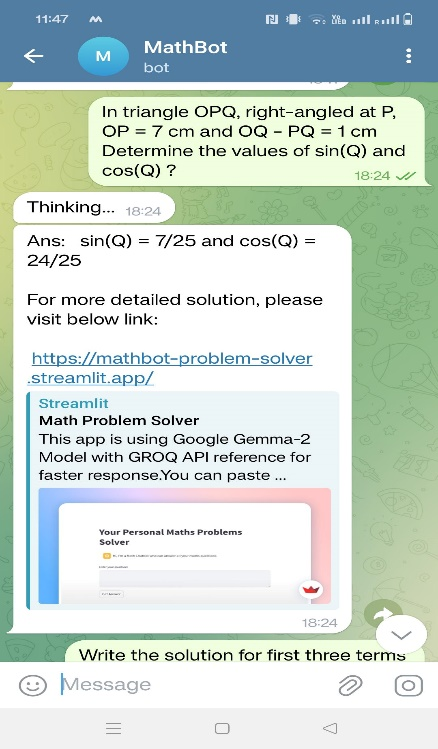 11:47
MathBot
bot
In triangle OPQ, right-angled at P,
OP = 7 cm and OQ - PQ = 1 cm
Determine the values of sin(Q) and
cos(Q) ?
18:24
Thinking... 18:24
Ans:   sin(Q) = 7/25 and cos(Q) =
24/25
For more detailed solution, please
visit below link:
https://mathbot-problem-solver
.streamlit.app/
Streamlit
Math Problem Solver
This app is using Google Gemma-2
Model with GROQ API reference for
faster response.You can paste ...
Your Personal Maths Problems
Solver
18:24
Write the solution for first three terms
Message